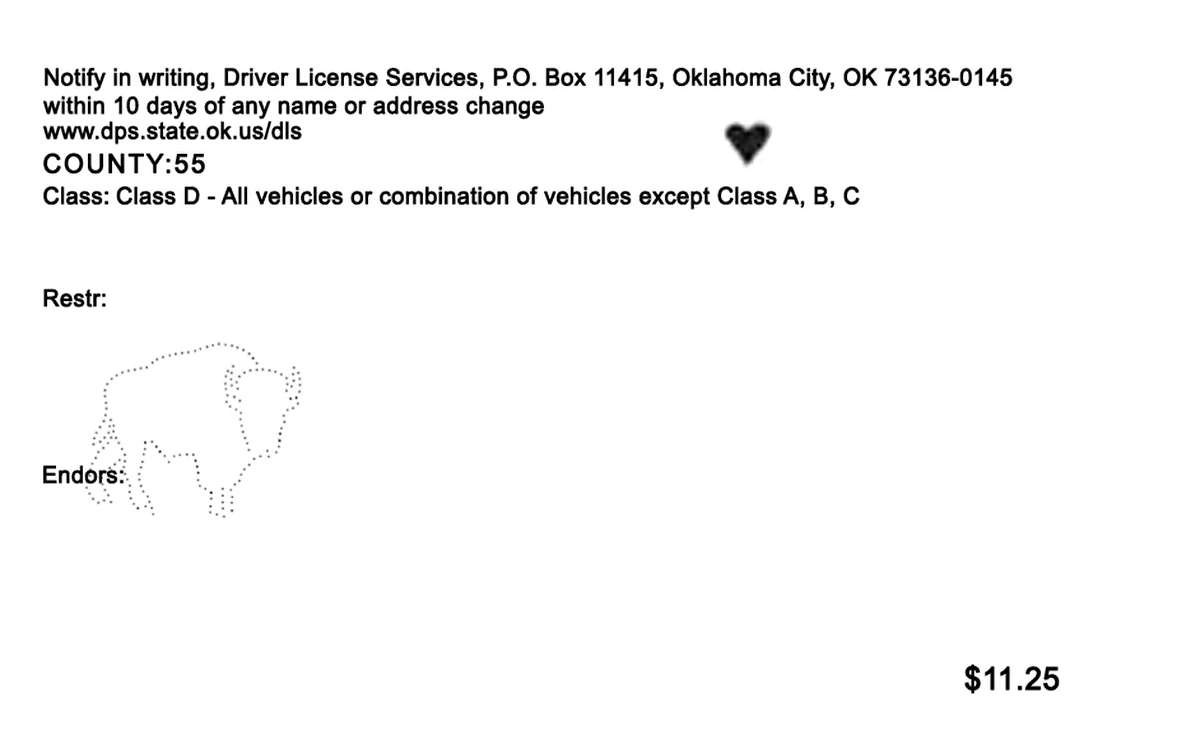 Notify in writing, Driver License Services, P.O. Box 11415, Oklahoma City, OK 73136-0145
within 10 days of any name or address change
www.dps.state.ok.us/dls
COUNTY:55
Class: Class D - All vehicles or combination of vehicles except Class A, B, C
Restr:
Endors:
$11.25